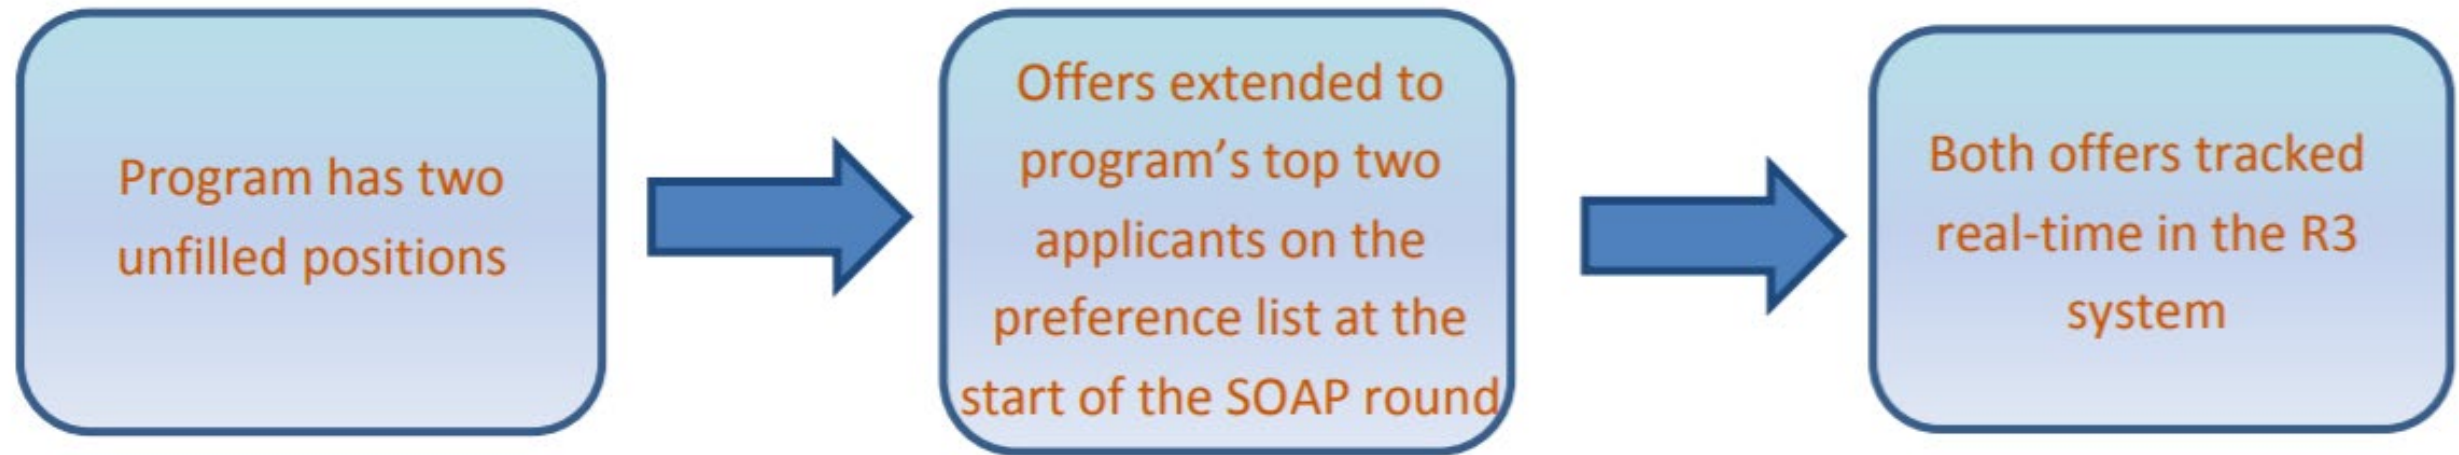 Program has two
unfilled positions
Offers extended to
program’s top two
applicants on the
preference list at the
start of the SOAP round
Both offers tracked
real-time in the R3
system